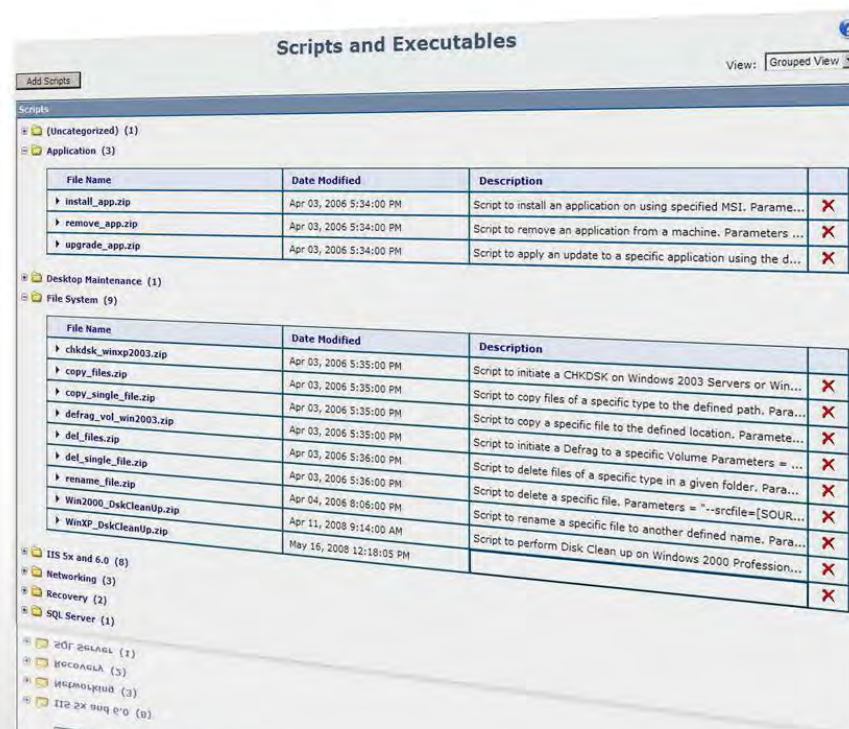 Scripts and Executables
Add Scripts
View: Grouped View
Scripts
(Uncategorized) (1)
Application (3)
File Name Date Modified Description
install_app.zip Apr 03, 2006 5:34:00 PM Script to install an application on using specified MSI. Parame...
remove_app.zip Apr 03, 2006 5:34:00 PM Script to remove an application from a machine. Parameters ...
upgrade_app.zip Apr 03, 2006 5:34:00 PM Script to apply an update to a specific application using the d...
Desktop Maintenance (1)
File System (9)
File Name Date Modified Description
chkdsk_winxp2003.zip Apr 03, 2006 5:35:00 PM Script to initiate a CHKDSK on Windows 2003 Servers or Win...
copy_files.zip Apr 03, 2006 5:35:00 PM Script to copy files of a specific type to the defined path. Para...
copy_single_file.zip Apr 03, 2006 5:35:00 PM Script to copy a specific file to the defined location. Paramete...
defrag_vol_win2003.zip Apr 03, 2006 5:35:00 PM Script to initiate a Defrag to a specific Volume Parameters = ...
del_files.zip Apr 03, 2006 5:36:00 PM Script to delete files of a specific type in a given folder. Para...
del_single_file.zip Apr 03, 2006 5:36:00 PM Script to delete a specific file. Parameters = "--srcfile=[SOUR...
rename_file.zip Apr 04, 2006 8:06:00 PM Script to rename a specific file to another defined name. Para...
Win2000_DskCleanUp.zip Apr 11, 2008 9:14:00 AM Script to perform Disk Clean up on Windows 2000 Profession...
WinXP_DskCleanUp.zip May 16, 2008 12:18:05 PM
IIS 5x and 6.0 (8)
Networking (3)
Recovery (2)
SQL Server (1)
SQL Server (1)
Recovery (2)
Networking (3)
IIS 5x and 6.0 (8)